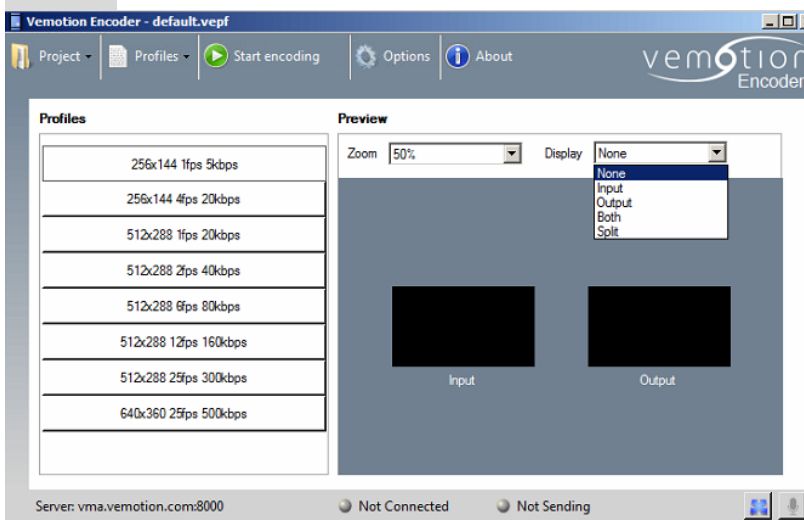 Vemotion Encoder - default.vepf
Project
Profiles
Start encoding
Options
About
vemotion
Encoder
Profiles
Preview
Zoom
50%
Display
None
None
Input
Output
Both
Split
256x144 1fps 5kbps
256x144 4fps 20kbps
512x288 1fps 20kbps
512x288 2fps 40kbps
512x288 6fps 80kbps
512x288 12fps 160kbps
512x288 25fps 300kbps
640x360 25fps 500kbps
Input
Output
Server: vma.vemotion.com:8000
Not Connected
Not Sending